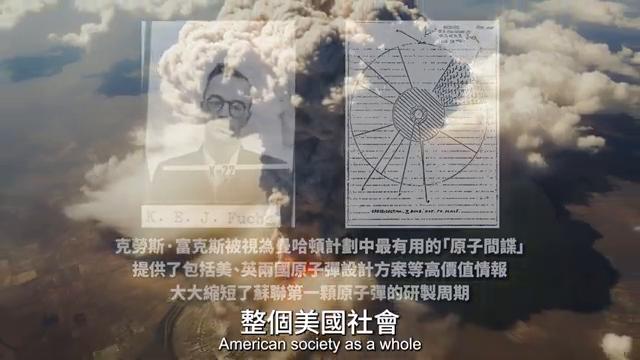 K-77
K. E. J. Fuchs
克勞斯·富克斯被視為曼哈頓計劃中最有用的「原子間諜」
提供了包括美、英兩國原子彈設計方案等高價值情報
大大縮短了蘇聯第一顆原子彈的研製周期
整個美國社會
American society as a whole